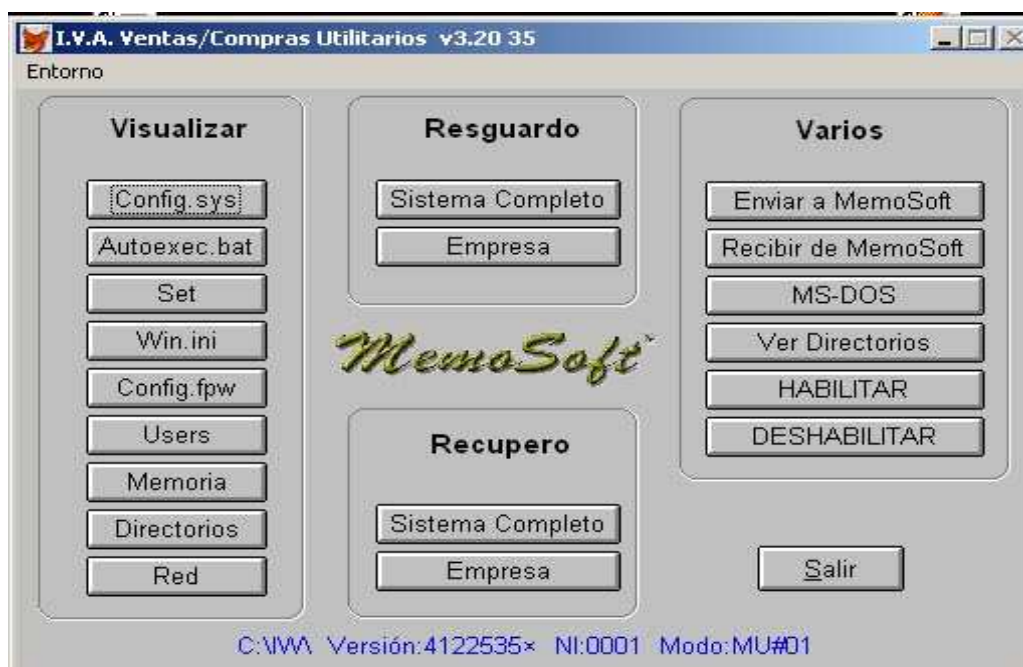 I.V.A. Ventas/Compras Utilitarios v3.20 35
Entorno
Visualizar
Config.sys
Autoexec.bat
Set
Win.ini
Config.fpw
Users
Memoria
Directorios
Red
Resguardo
Sistema Completo
Empresa
MemoSoft
Recupero
Sistema Completo
Empresa
Varios
Enviar a MemoSoft
Recibir de MemoSoft
MS-DOS
Ver Directorios
HABILITAR
DESHABILITAR
Salir
Versión:4122535× NI:0001 Modo:MU#01